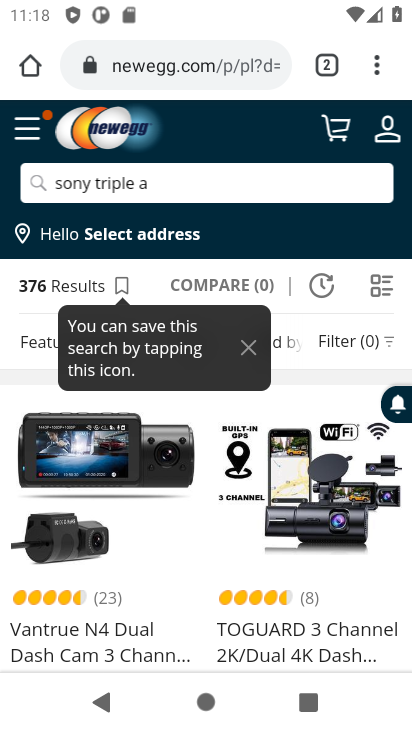 11:18
newegg.com/p/pl?d=
2
newegg
sony triple a
Hello Select address
376 Results
COMPARE (0)
You can save this
search by tapping
this icon.
Featu
d by
Filter (0)
BUILT-IN
GPS
WiFi
3 CHANNEL
(23)
(8)
Vantrue N4 Dual
Dash Cam 3 Chann...
TOGUARD 3 Channel
2K/Dual 4K Dash...